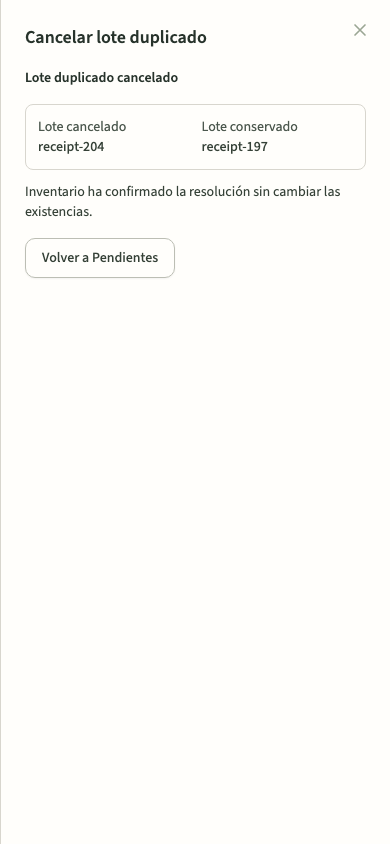 Cancelar lote duplicado
Lote duplicado cancelado
Lote cancelado
receipt-204
Lote conservado
receipt-197
Inventario ha confirmado la resolución sin cambiar las
existencias.
Volver a Pendientes